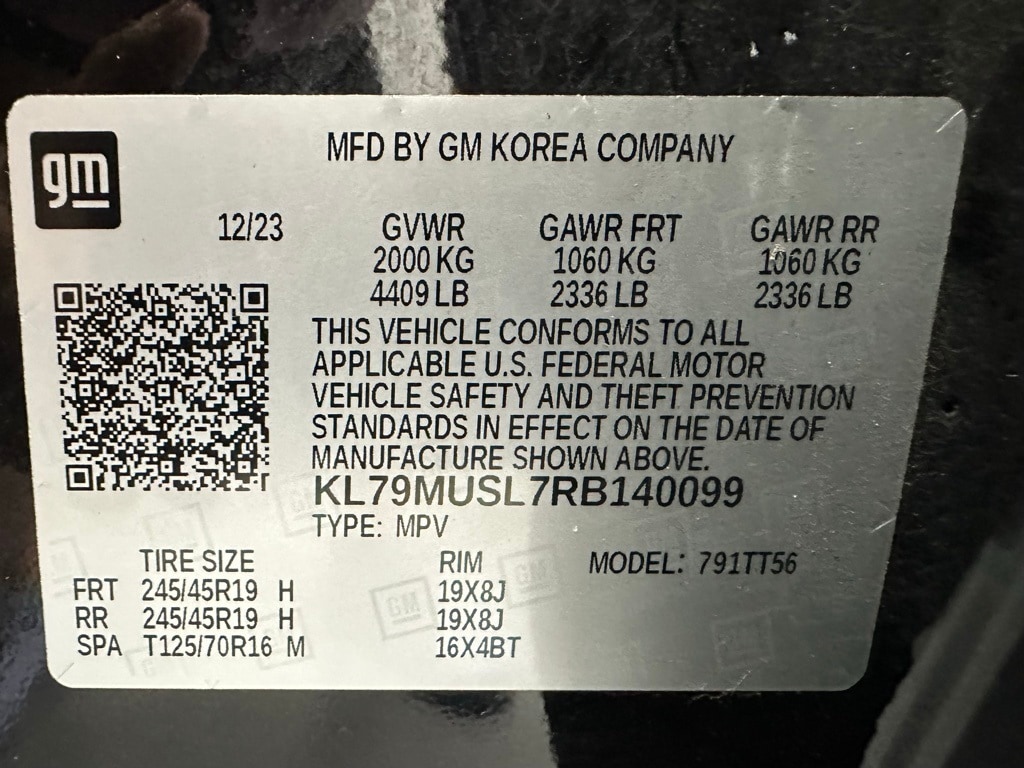 gm
MFD BY GM KOREA COMPANY
12/23 GVWR GAWR FRT GAWR RR
2000 KG 1060 KG 1060 KG
4409 LB 2336 LB 2336 LB
THIS VEHICLE CONFORMS TO ALL
APPLICABLE U.S. FEDERAL MOTOR
VEHICLE SAFETY AND THEFT PREVENTION
STANDARDS IN EFFECT ON THE DATE OF
MANUFACTURE SHOWN ABOVE.
KL79MUSL7RB140099
TYPE: MPV
TIRE SIZE RIM MODEL: 791TT56
FRT 245/45R19 H 19X8J
RR 245/45R19 H 19X8J
SPA T125/70R16 M 16X4BT